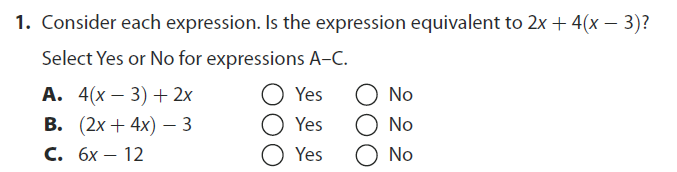 1. Consider each expression. Is the expression equivalent to 2x + 4(x – 3)?
Select Yes or No for expressions A–C.
A. 4(x – 3) + 2x Yes No
B. (2x + 4x) – 3 Yes No
C. 6x – 12 Yes No